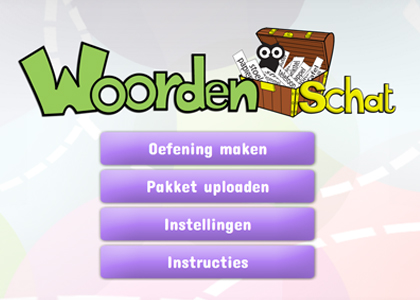 Woorden Schat
Oefening maken
Pakket uploaden
Instellingen
Instructies